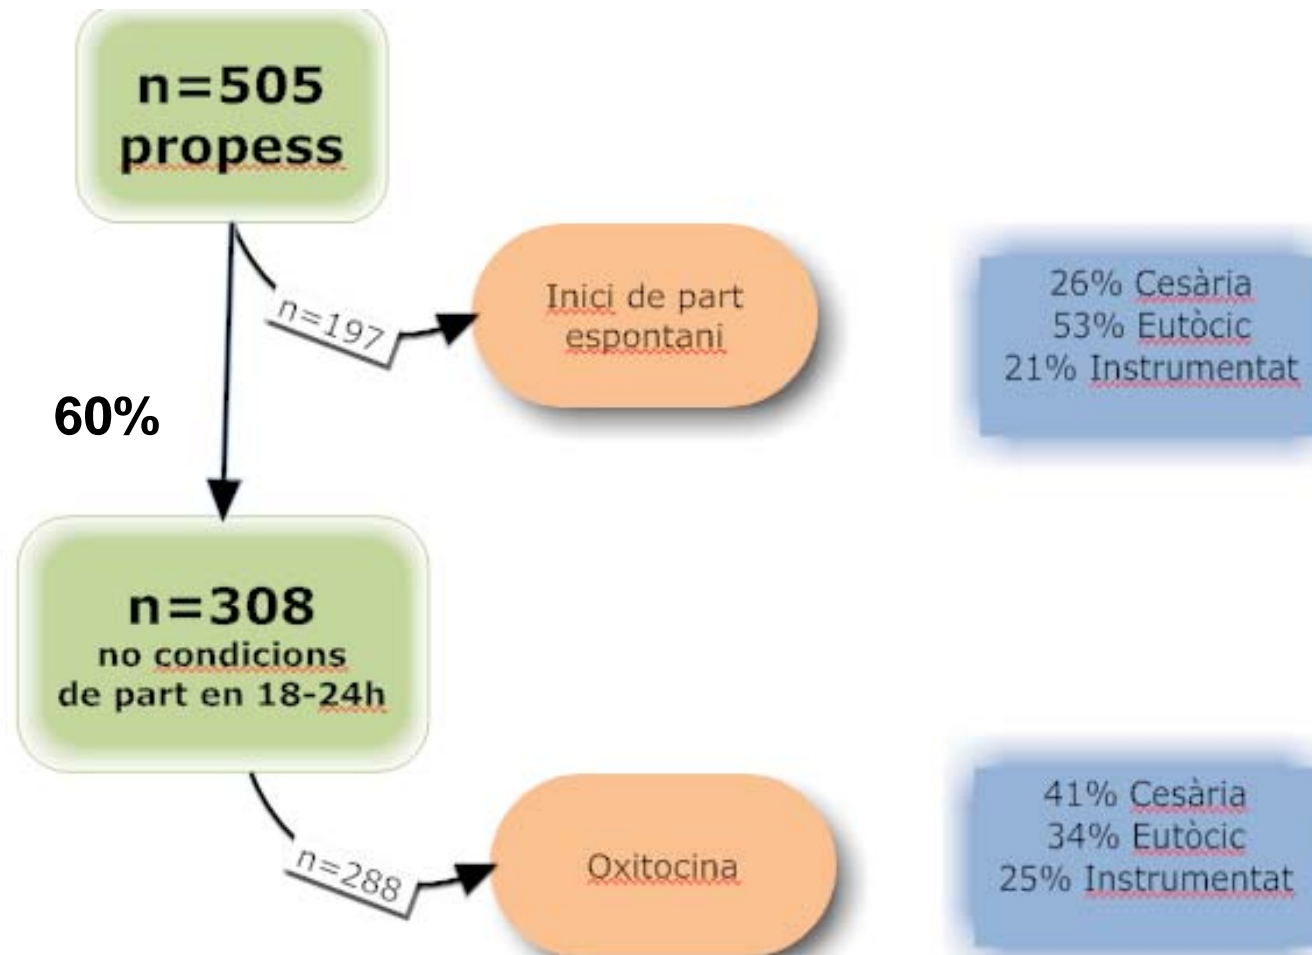 n=505
propess
n=197
Inici de part
espontani
26% Cesària
53% Eutòcic
21% Instrumentat
60%
n=308
no condicions
de part en 18-24h
n=288
Oxitocina
41% Cesària
34% Eutòcic
25% Instrumentat